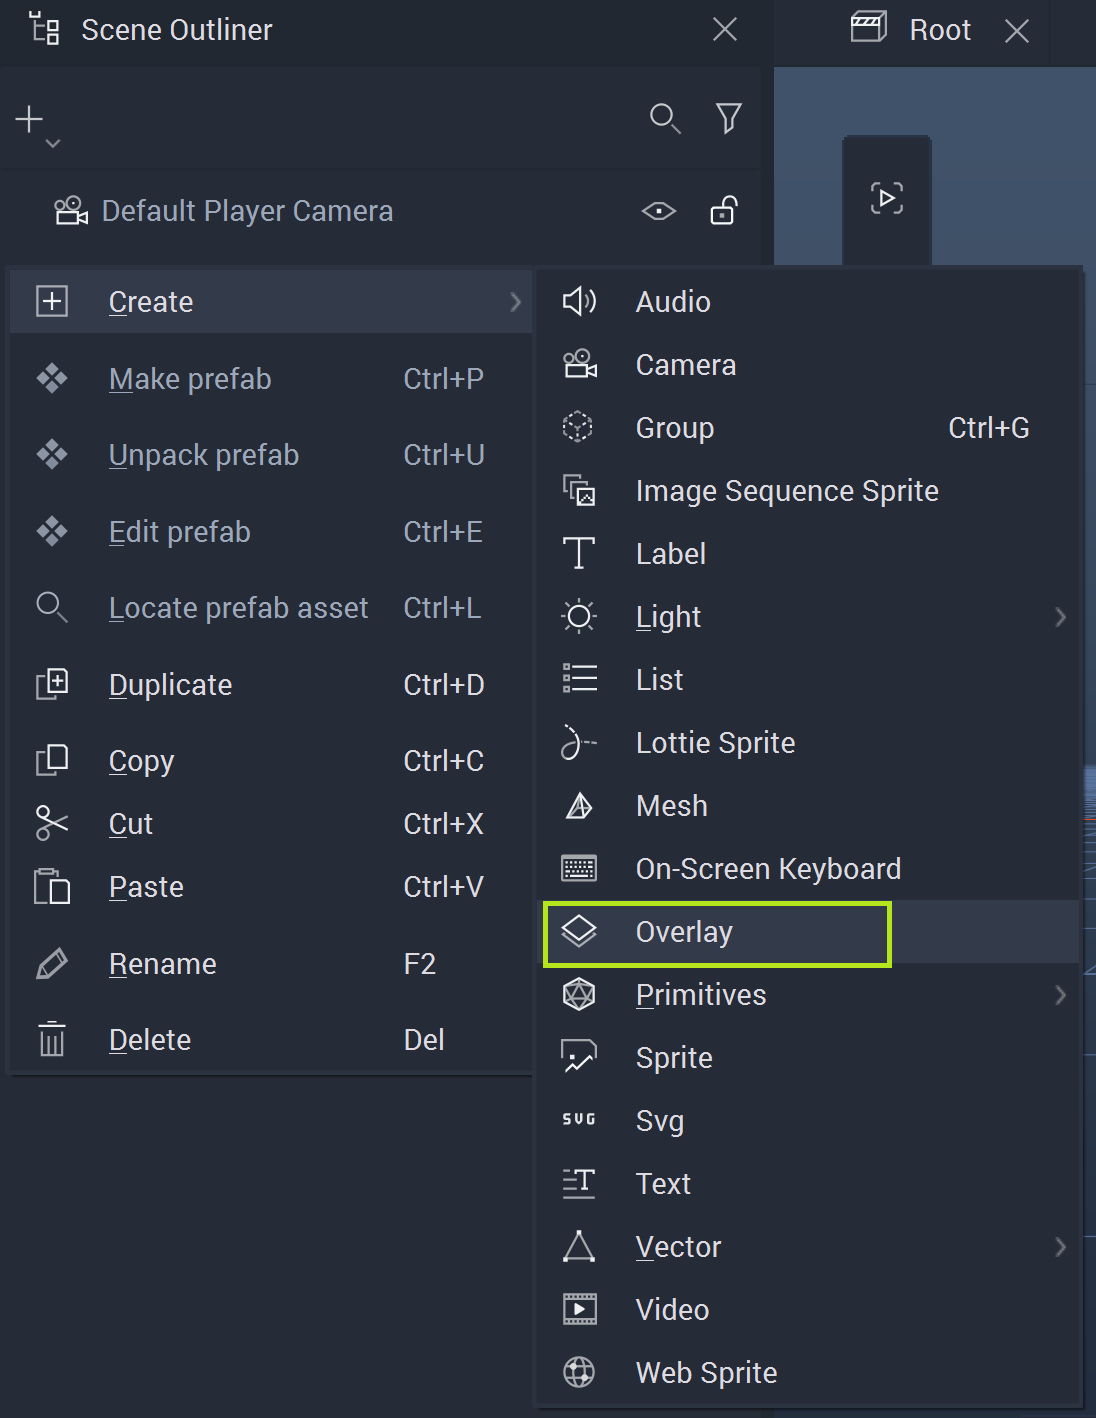 Scene Outliner
Root
Default Player Camera
Create
Make prefab Ctrl+P
Unpack prefab Ctrl+U
Edit prefab Ctrl+E
Locate prefab asset Ctrl+L
Duplicate Ctrl+D
Copy Ctrl+C
Cut Ctrl+X
Paste Ctrl+V
Rename F2
Delete Del
Audio
Camera
Group Ctrl+G
Image Sequence Sprite
Label
Light
List
Lottie Sprite
Mesh
On-Screen Keyboard
Overlay
Primitives
Sprite
SVG Svg
Text
Vector
Video
Web Sprite